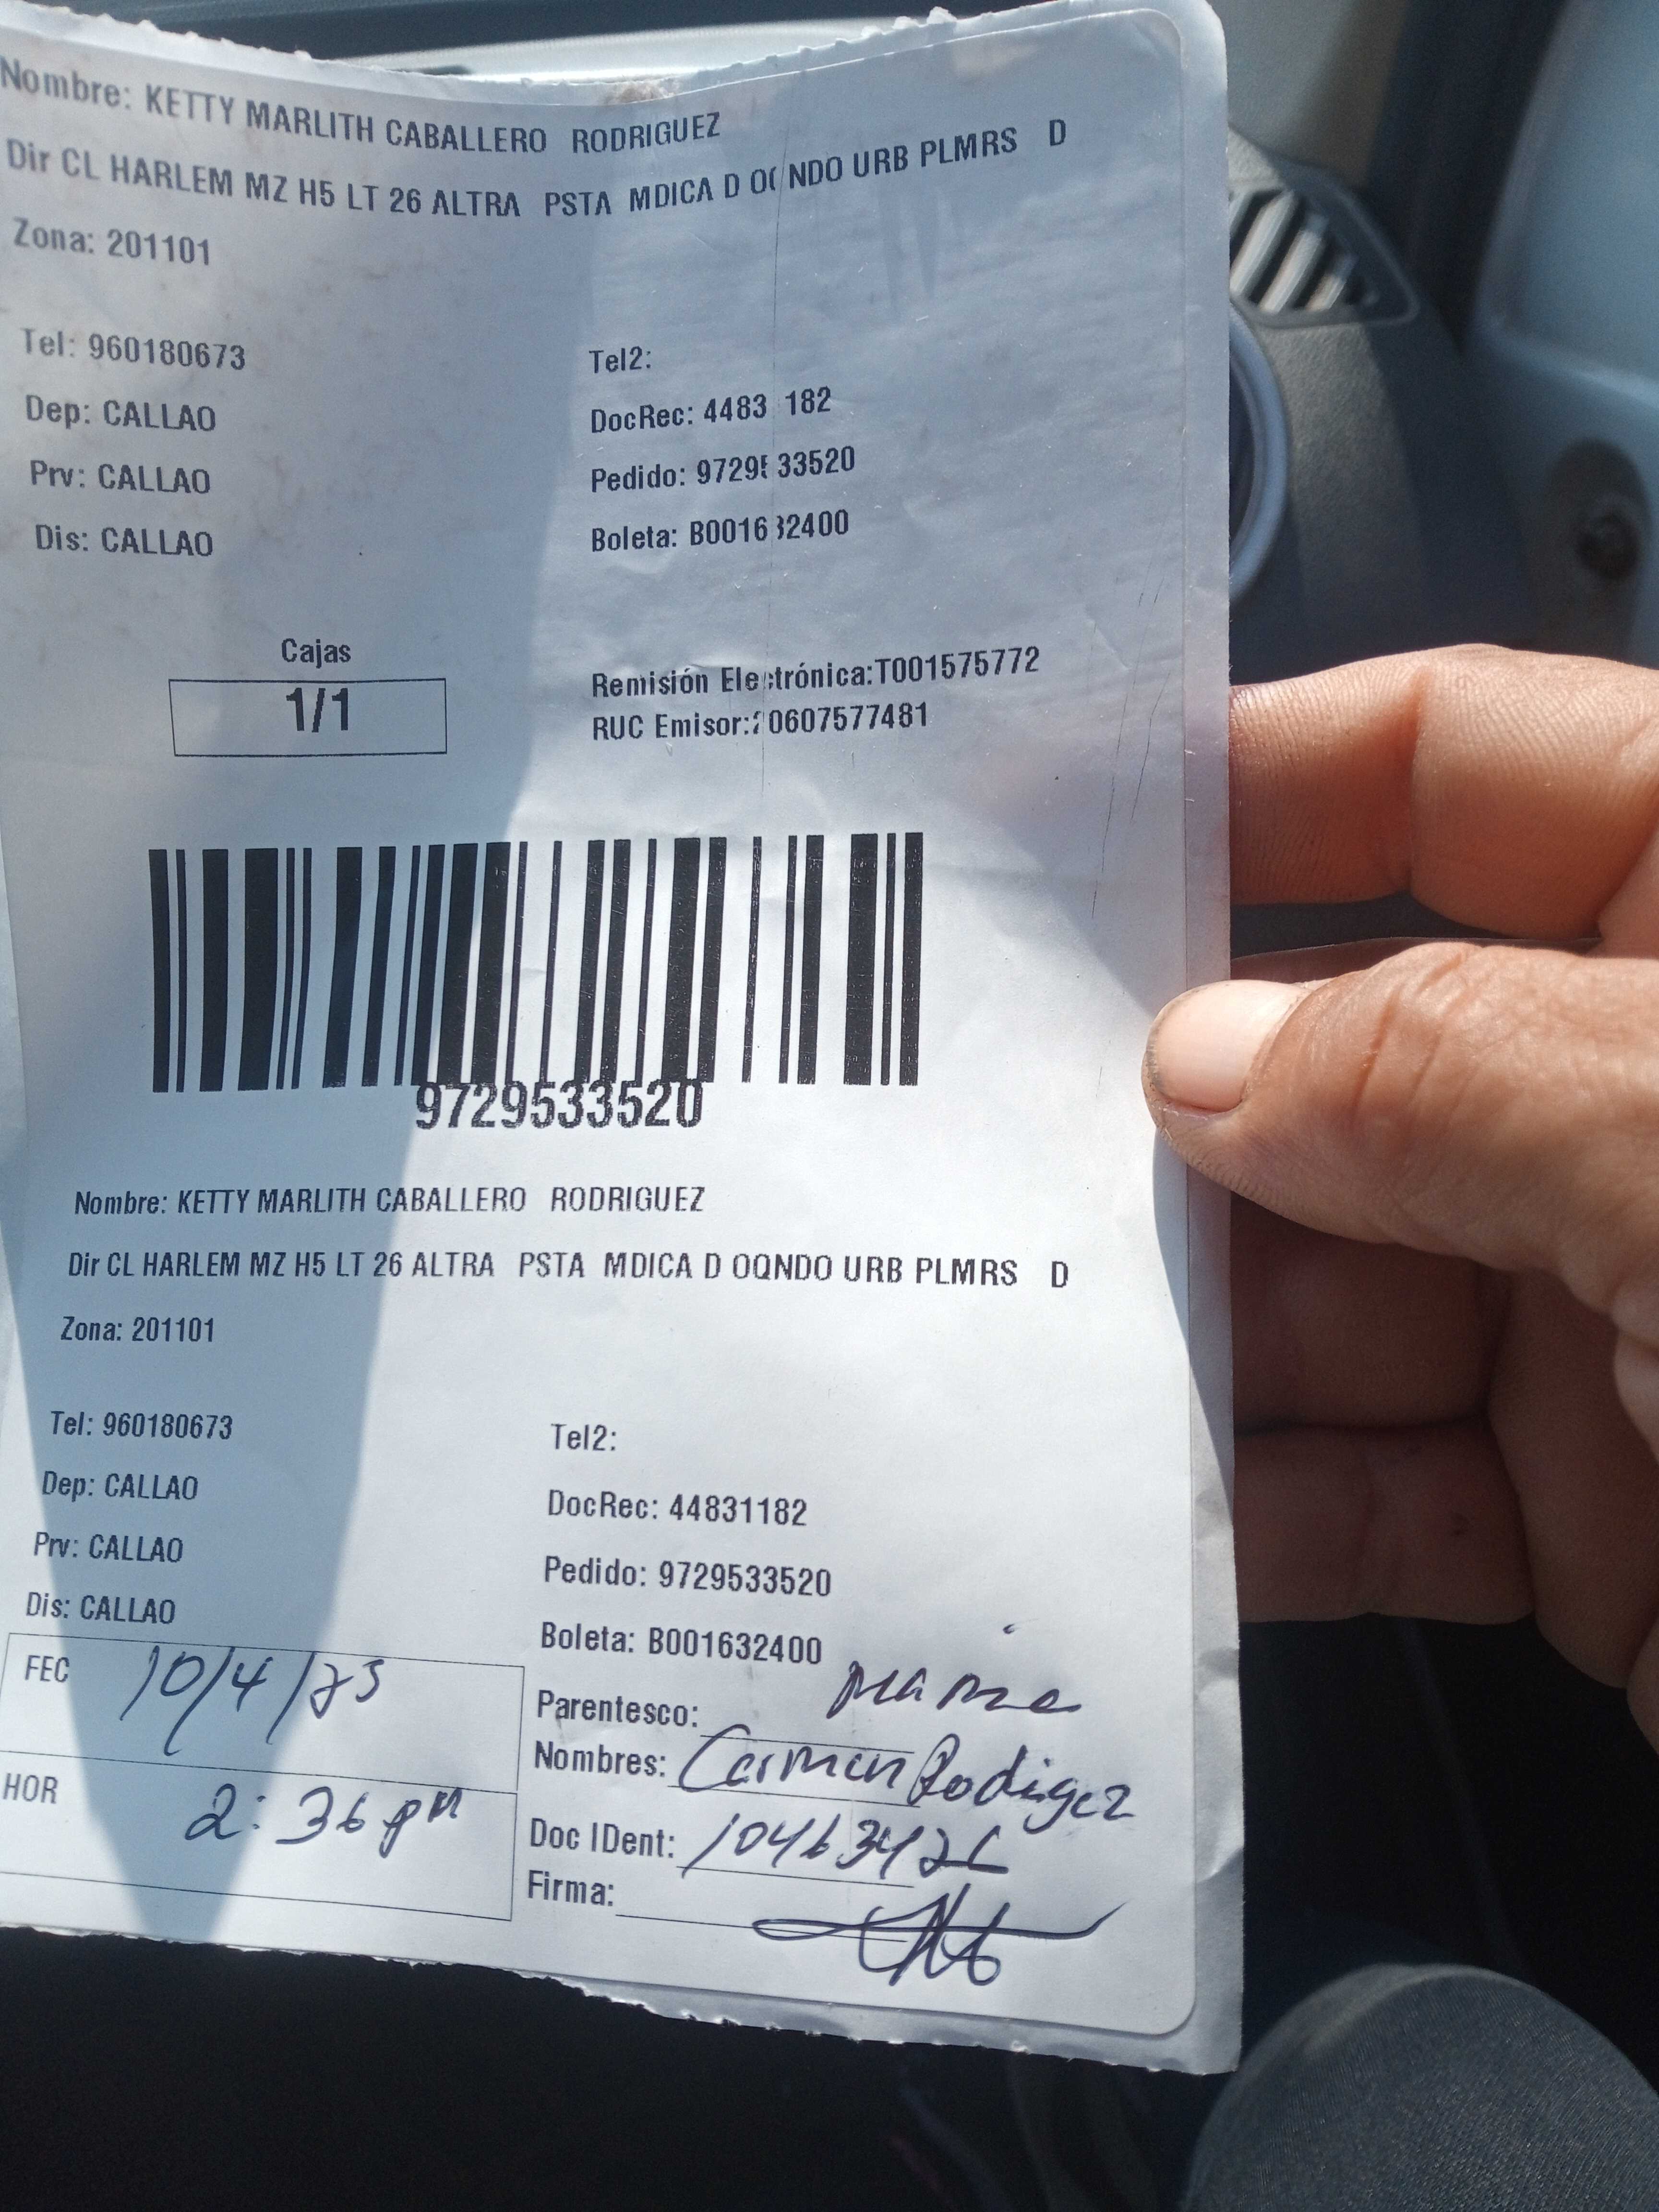 Nombre: KETTY MARLITH CABALLERO RODRIGUEZ
Dir CL HARLEM MZ H5 LT 26 ALTRA PSTA MDICA D O NDO URB PLMRS D
Zona: 201101
Tel: 960180673 Tel2:
Dep: CALLAO DocRec: 4483 182
Prv: CALLAO Pedido: 9729 33520
Dis: CALLAO Boleta: B0016 32400
Cajas
1/1
Remisión Electrónica:T001575772
RUC Emisor: 0607577481
9729533520
Nombre: KETTY MARLITH CABALLERO RODRIGUEZ
Dir CL HARLEM MZ H5 LT 26 ALTRA PSTA MDICA D OQNDO URB PLMRS D
Zona: 201101
Tel: 960180673 Tel2:
Dep: CALLAO DocRec: 44831182
Prv: CALLAO Pedido: 9729533520
Dis: CALLAO Boleta: B001632400
FEC 10/4/23
Parentesco:
Nombres: Carmen Rodiguez
HOR 2:36 pm
Doc IDent:
Firma: